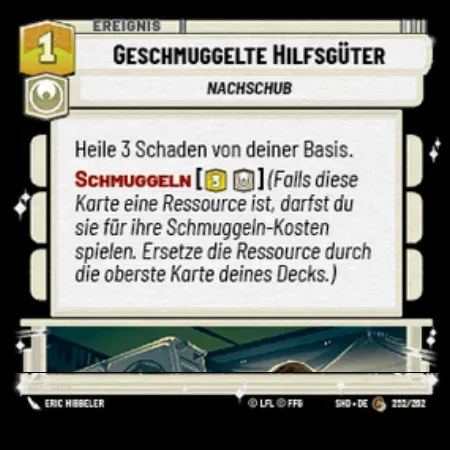 EREIGNIS
1
GESCHMUGGELTE HILFSGÜTER
NACHSCHUB
Heile 3 Schaden von deiner Basis.
SCHMUGGELN [3] (Falls diese
Karte eine Ressource ist, darfst du
sie für ihre Schmuggeln-Kosten
spielen. Ersetze die Ressource durch
die oberste Karte deines Decks.)
ERIC HIBBELER
© LFL © FFG
SHD • DE
252/262